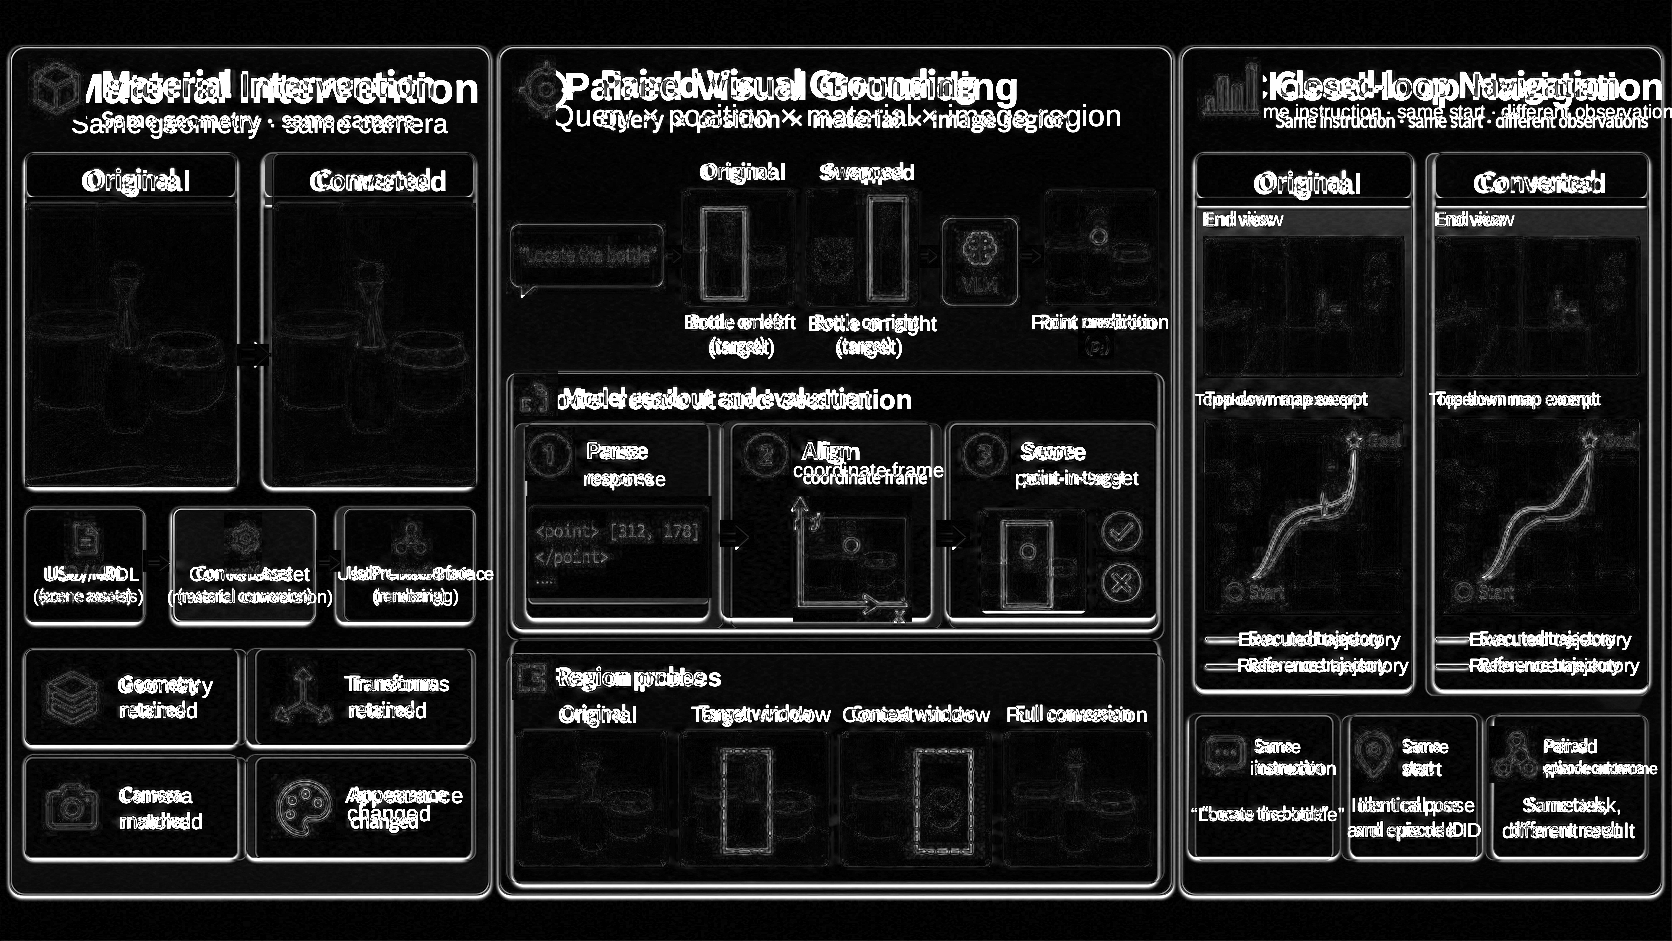 Material Intervention
Same geometry · same camera
Original
Converted
(scene assets)
ConvertAsset
(material conversion)
(rendering)
Geometry
retained
Transforms
retained
Camera
matched
Appearance
changed
Paired Visual Grounding
Query × position × material × image region
Original
Swapped
"Locate the bottle"
VLM
Bottle on left
(target)
Bottle on right
(target)
Point prediction
Model readout and evaluation
1
Parse
response
<point> [312, 178]
</point>
....
2
Align
coordinate frame
y
x
3
Score
point-in-target
Region probes
Original
Target window
Context window
Full conversion
Closed-loop Navigation
Same instruction · same start · different observations
Original
Converted
End view
End view
Top-down map excerpt
Top-down map excerpt
Goal
Start
Goal
Start
Executed trajectory
Reference trajectory
Executed trajectory
Reference trajectory
Same
instruction
“Locate the bottle”
Same
start
Identical pose
and episode ID
Paired
episode outcome
Same task,
different result